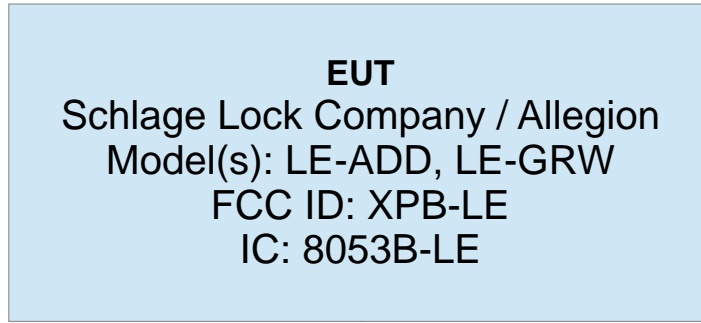 EUT
Schlage Lock Company / Allegion
Model(s): LE-ADD, LE-GRW
FCC ID: XPB-LE
IC: 8053B-LE